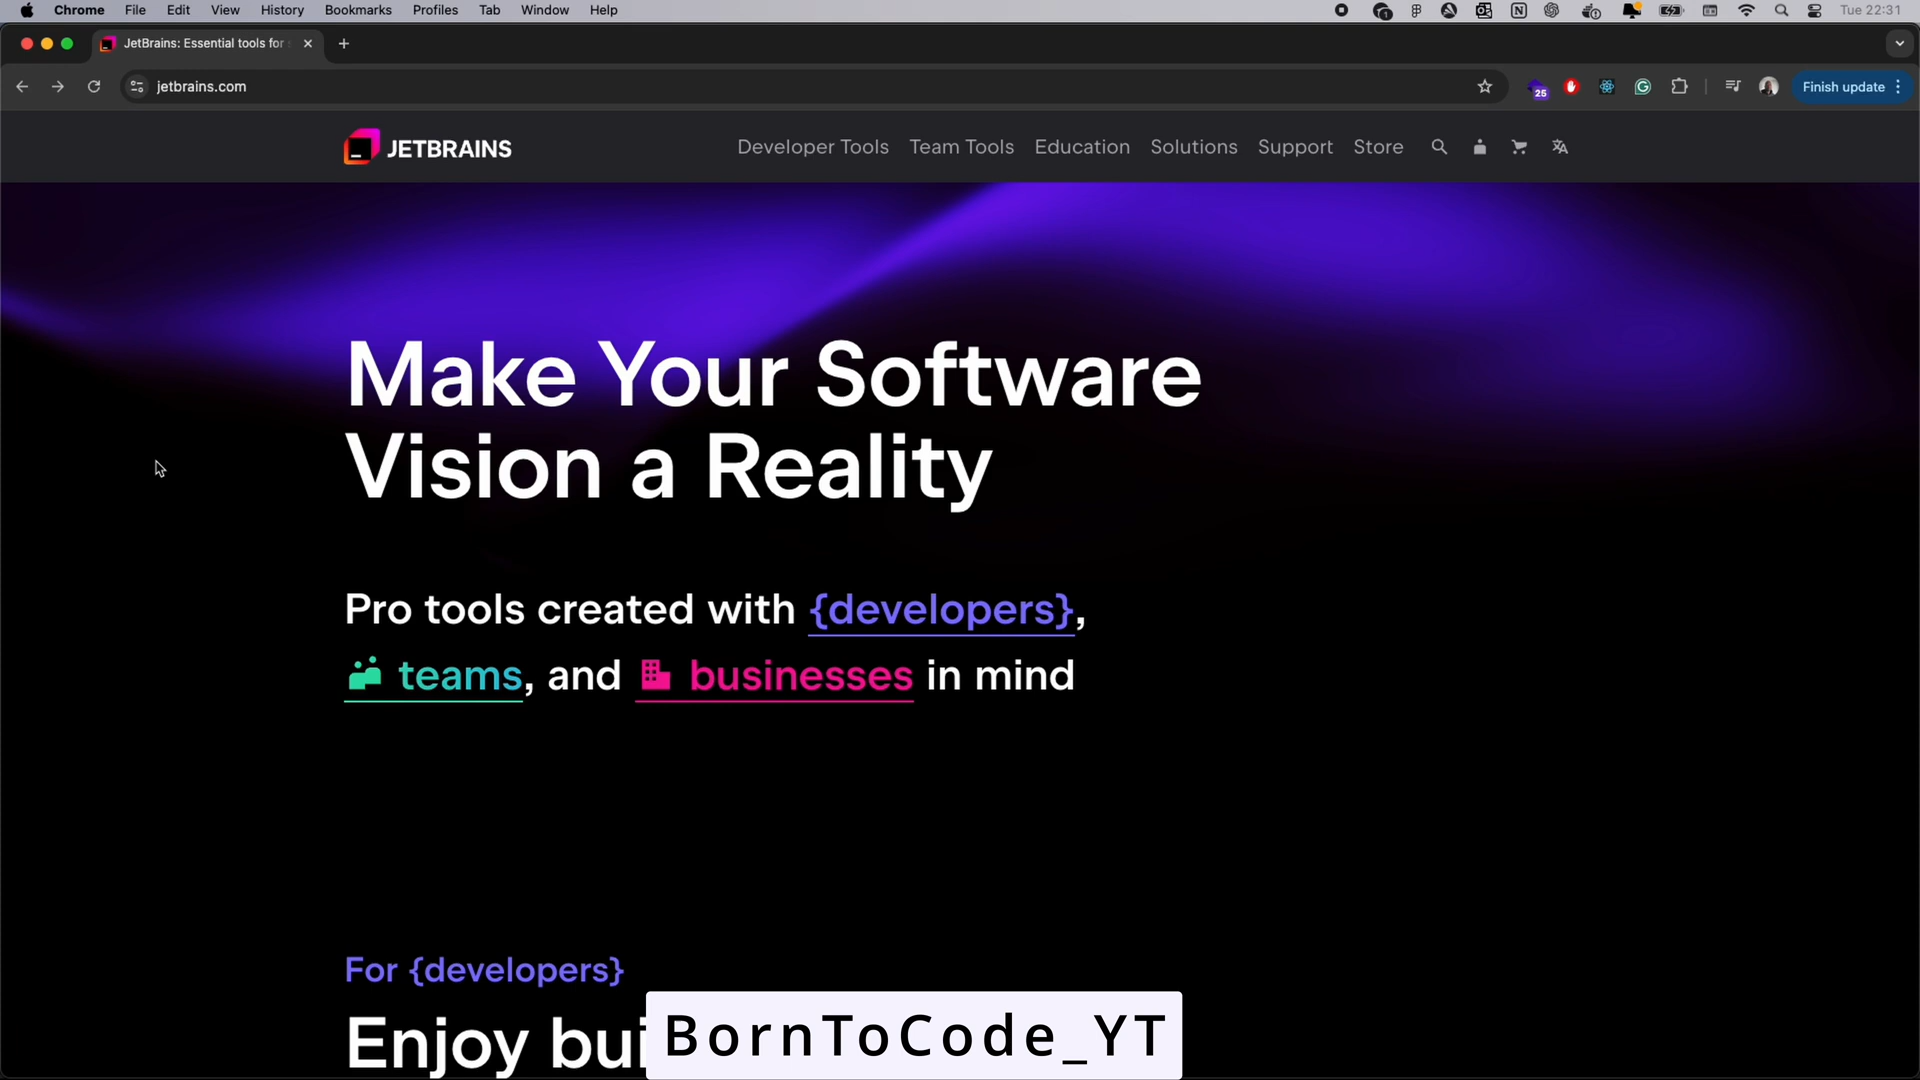 Chrome File Edit View History Bookmarks Profiles Tab Window Help Tue 22:31
JetBrains: Essential tools for
jetbrains.com 25 Finish update
JETBRAINS Developer Tools Team Tools Education Solutions Support Store
Make Your Software
Vision a Reality
Pro tools created with {developers},
teams, and businesses in mind
For {developers}
Enjoy bui
BornToCode_YT